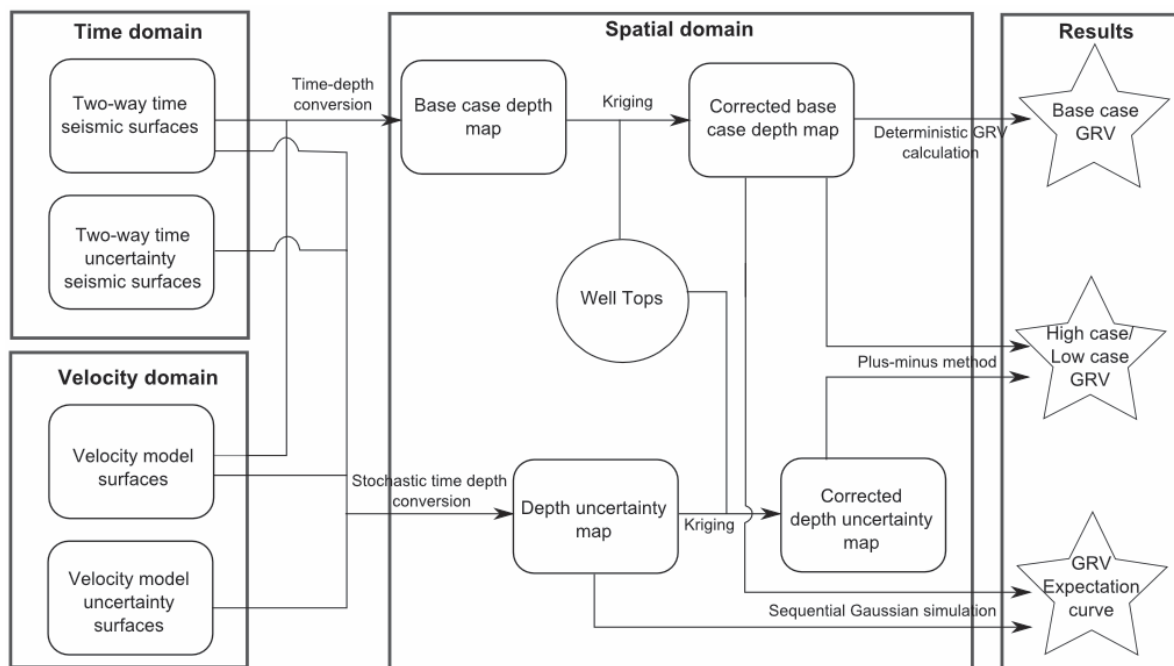 Time domain
Two-way time
seismic surfaces
Two-way time
uncertainty
seismic surfaces
Velocity domain
Velocity model
surfaces
Velocity model
uncertainty
surfaces
Time-depth
conversion
Stochastic time depth
conversion
Spatial domain
Base case depth
map
Kriging
Corrected base
case depth map
Deterministic GRV
calculation
Well Tops
Plus-minus method
Depth uncertainty
map
Kriging
Corrected
depth uncertainty
map
Sequential Gaussian simulation
Results
Base case
GRV
High case/
Low case
GRV
GRV
Expectation
curve